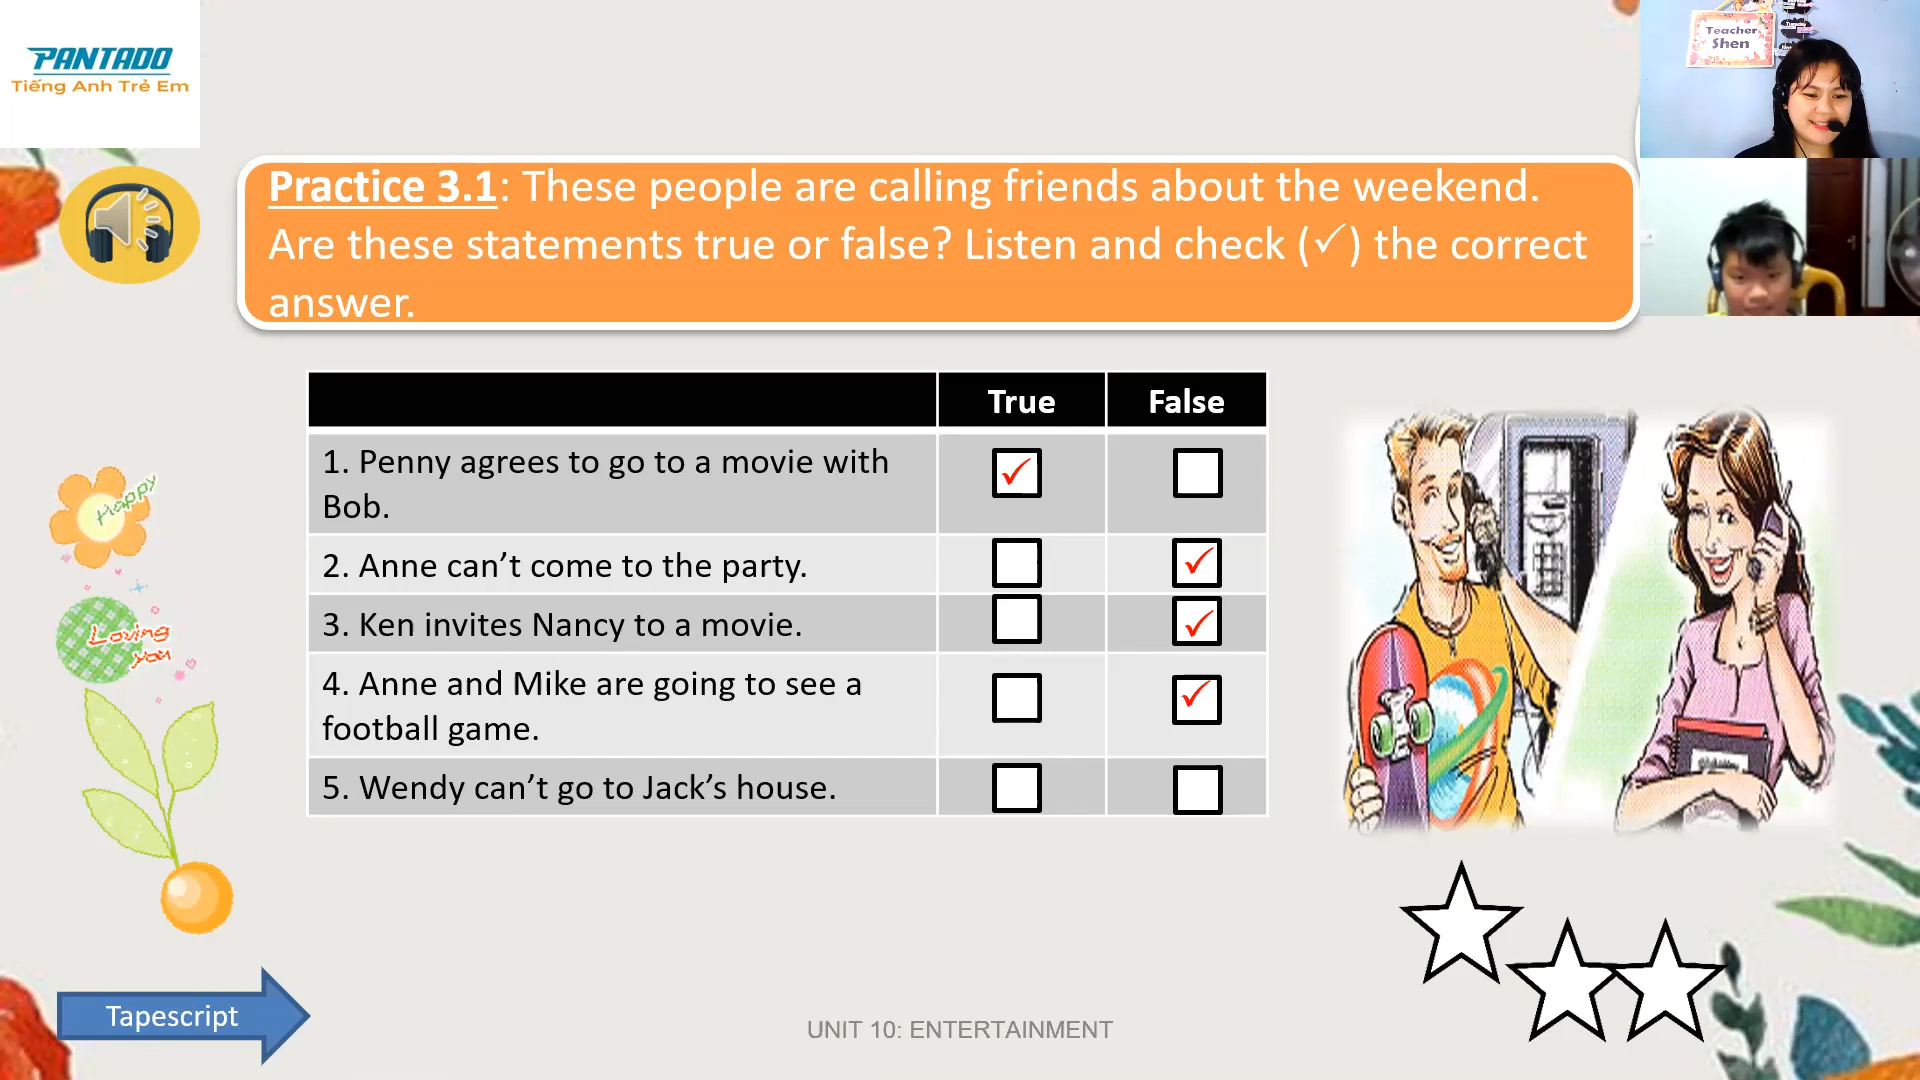 PANTADO
Tiếng Anh Trẻ Em
Teacher
Shen
Practice 3.1: These people are calling friends about the weekend.
Are these statements true or false? Listen and check (✓) the correct
answer.
True False
1. Penny agrees to go to a movie with
Bob.
2. Anne can’t come to the party.
3. Ken invites Nancy to a movie.
4. Anne and Mike are going to see a
football game.
5. Wendy can’t go to Jack’s house.
Happy
Loving
you
Tapescript
UNIT 10: ENTERTAINMENT